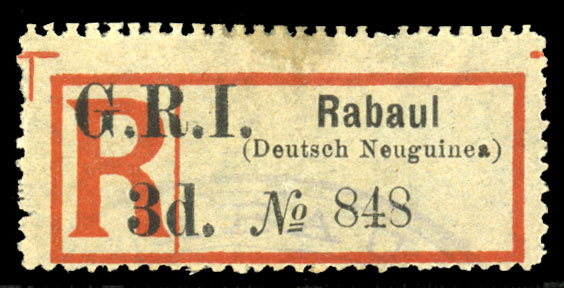 G.R.I. Rabaul
(Deutsch Neuguinea)
R
3d. № 848